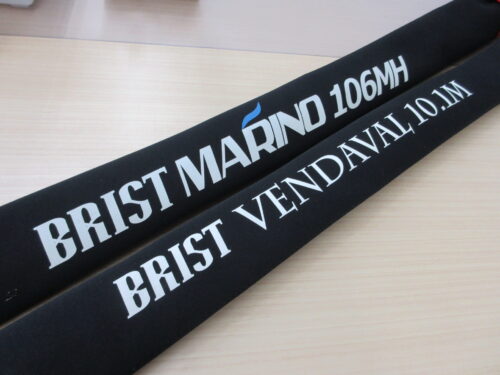 BRIST MARINO 106MH
BRIST VENDAVAL 10.1M